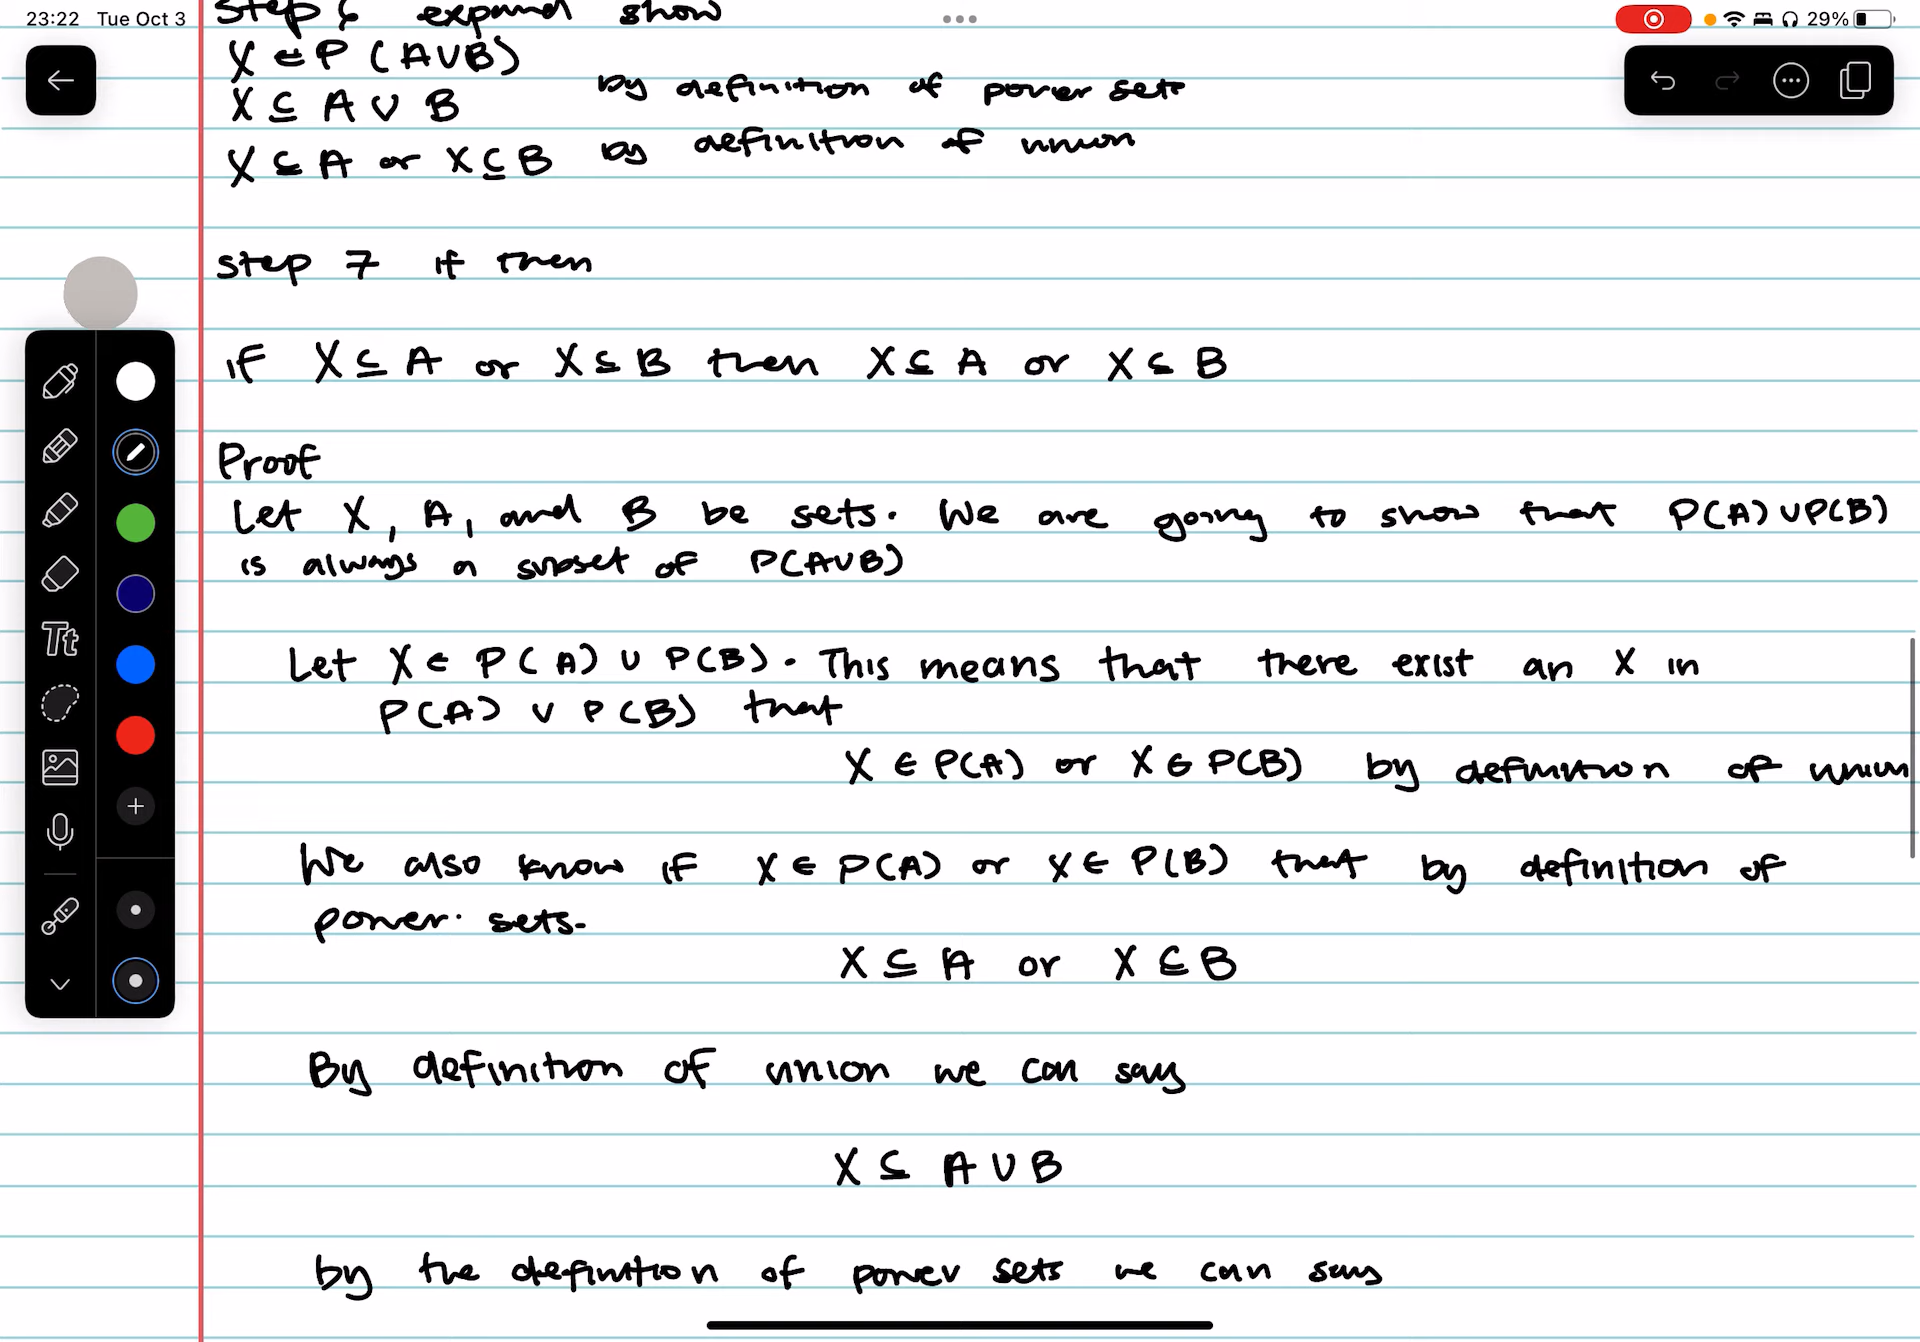 23:22 Tue Oct 3
29%
Step 6 expand show
X ∈ P (A∪B)
X ⊆ A ∪ B by definition of power sets
X ⊆ A or X ⊆ B by definition of union
step 7 if then
if X ⊆ A or X ⊆ B then X ⊆ A or X ⊆ B
Proof
Let X, A, and B be sets. We are going to show that P(A) ∪ P(B)
is always a subset of P(A∪B)
Let X ∈ P(A) ∪ P(B). This means that there exist an X in
P(A) ∪ P(B) that
X ∈ P(A) or X ∈ P(B) by definition of union
We also know if X ∈ P(A) or X ∈ P(B) that by definition of
power sets.
X ⊆ A or X ⊆ B
By definition of union we can say
X ⊆ A ∪ B
by the definition of power sets we can say
Tt